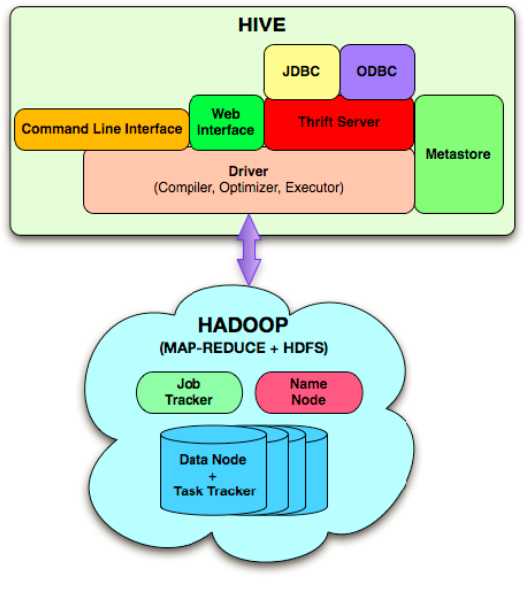 HIVE
JDBC
ODBC
Command Line Interface
Web
Interface
Thrift Server
Metastore
Driver
(Compiler, Optimizer, Executor)
HADOOP
(MAP-REDUCE + HDFS)
Job
Tracker
Name
Node
Data Node
+
Task Tracker